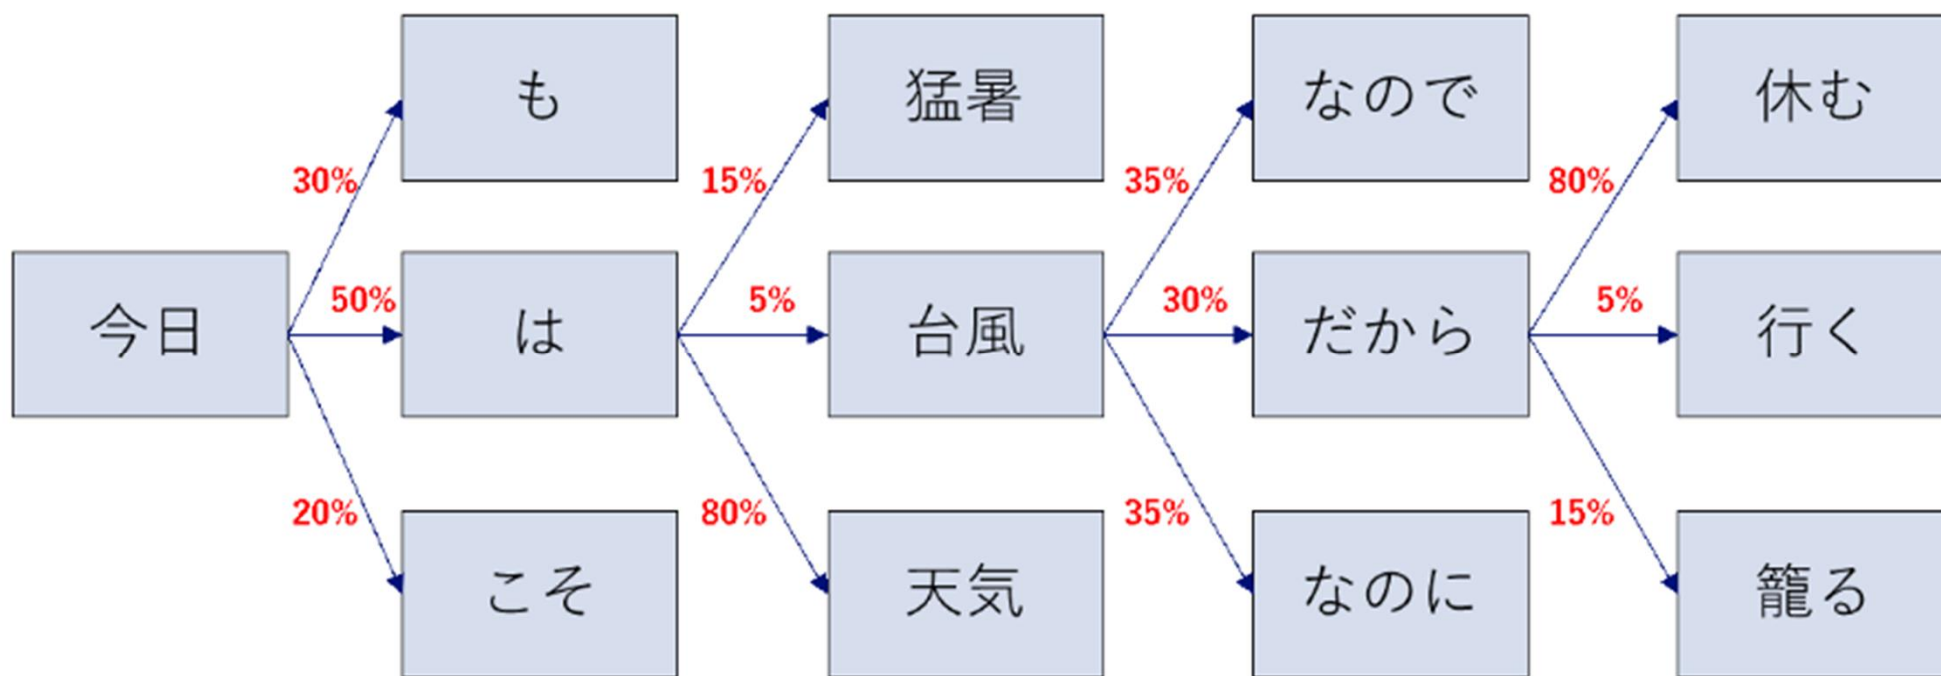 も
猛暑
なので
休む
30%
15%
35%
80%
今日
50%
は
5%
台風
30%
だから
5%
行く
20%
80%
35%
15%
こそ
天気
なのに
籠る